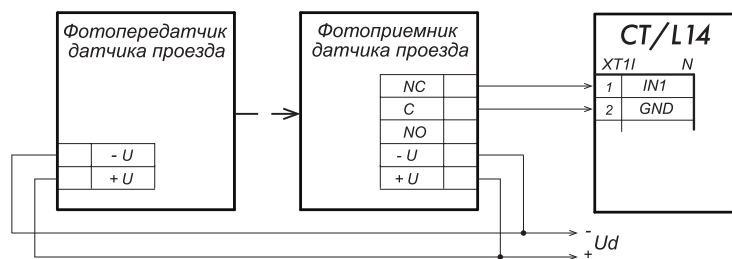 Фотопередатчик
датчика проезда
- U
+ U
Фотоприемник
датчика проезда
NC
C
NO
- U
+ U
CT/L14
XT1I N
1 IN1
2 GND
-
Ud
+